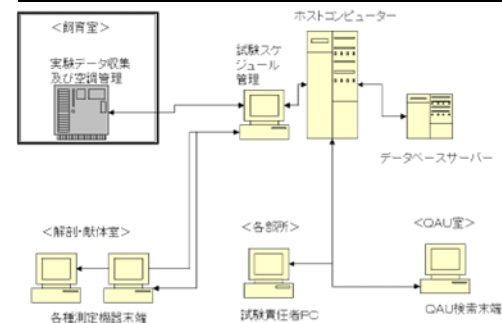 ホストコンピューター
＜飼育室＞
実験データ収集
及び空調管理
試験スケ
ジュール
管理
データベースサーバー
＜解剖・献体室＞
＜各部所＞
＜QAU室＞
各種測定機器末端
試験責任者PC
QAU検索末端